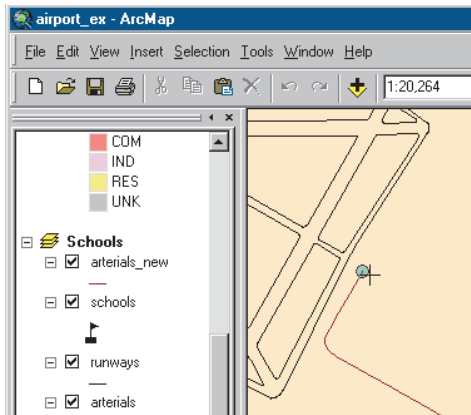 airport_ex - ArcMap
File Edit View Insert Selection Tools Window Help
1:20,264
COM
IND
RES
UNK
Schools
arterials_new
schools
runways
arterials